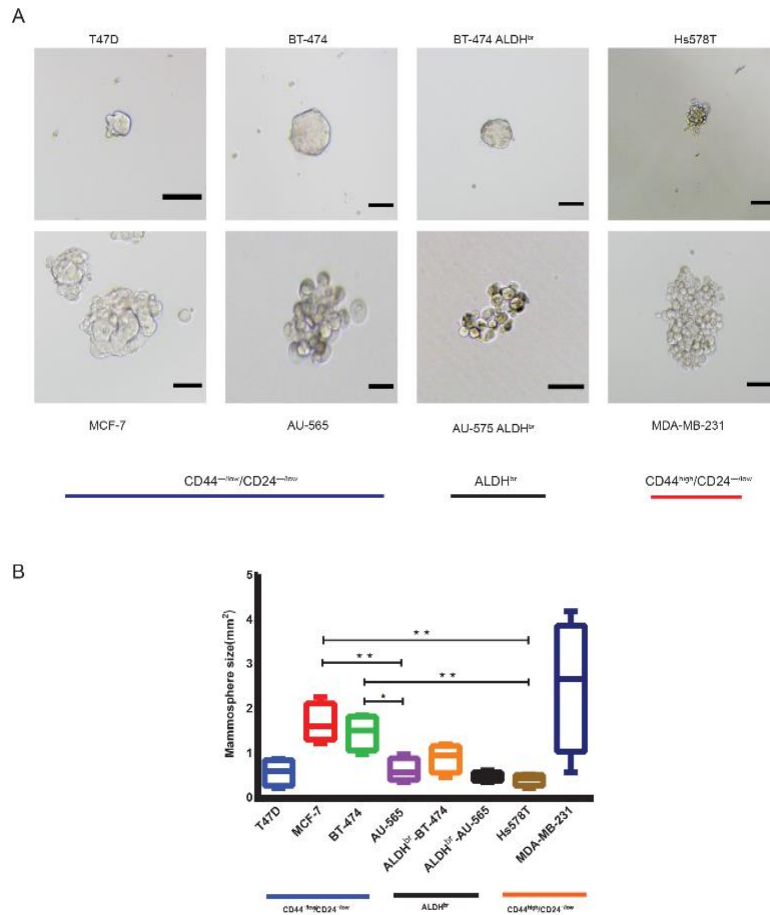 A
T47D BT-474 BT-474 ALDHbr Hs578T
MCF-7 AU-565 AU-575 ALDHbr MDA-MB-231
CD44—/low/CD24—/low ALDHbr CD44high/CD24—/low
B
Mammosphere size(mm2)
5
4
3
2
1
0
* *
* *
* *
*
T47D MCF-7 BT-474 AU-565 ALDHbr-BT-474 ALDHbr-AU-565 Hs578T MDA-MB-231
ALDHbr CD44high/CD24-/low